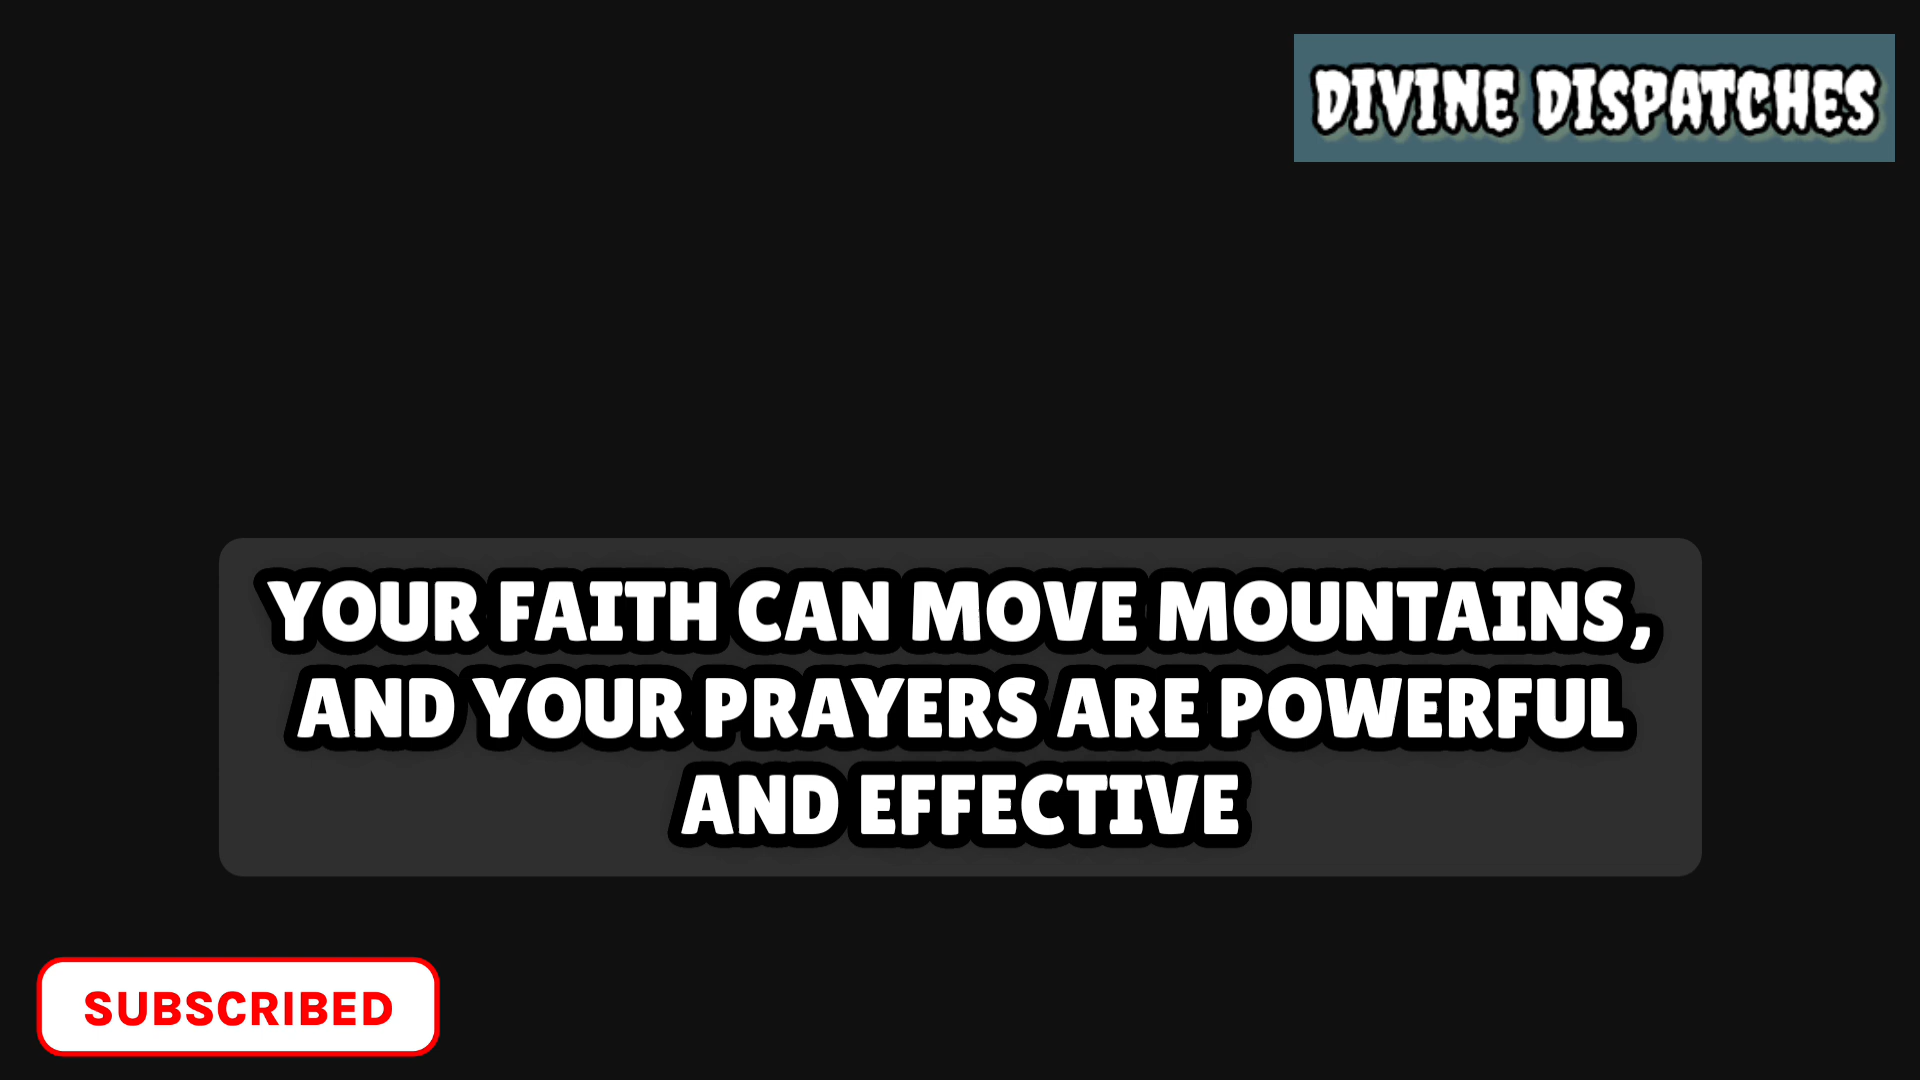 DIVINE DISPATCHES
YOUR FAITH CAN MOVE MOUNTAINS,
AND YOUR PRAYERS ARE POWERFUL
AND EFFECTIVE
SUBSCRIBED